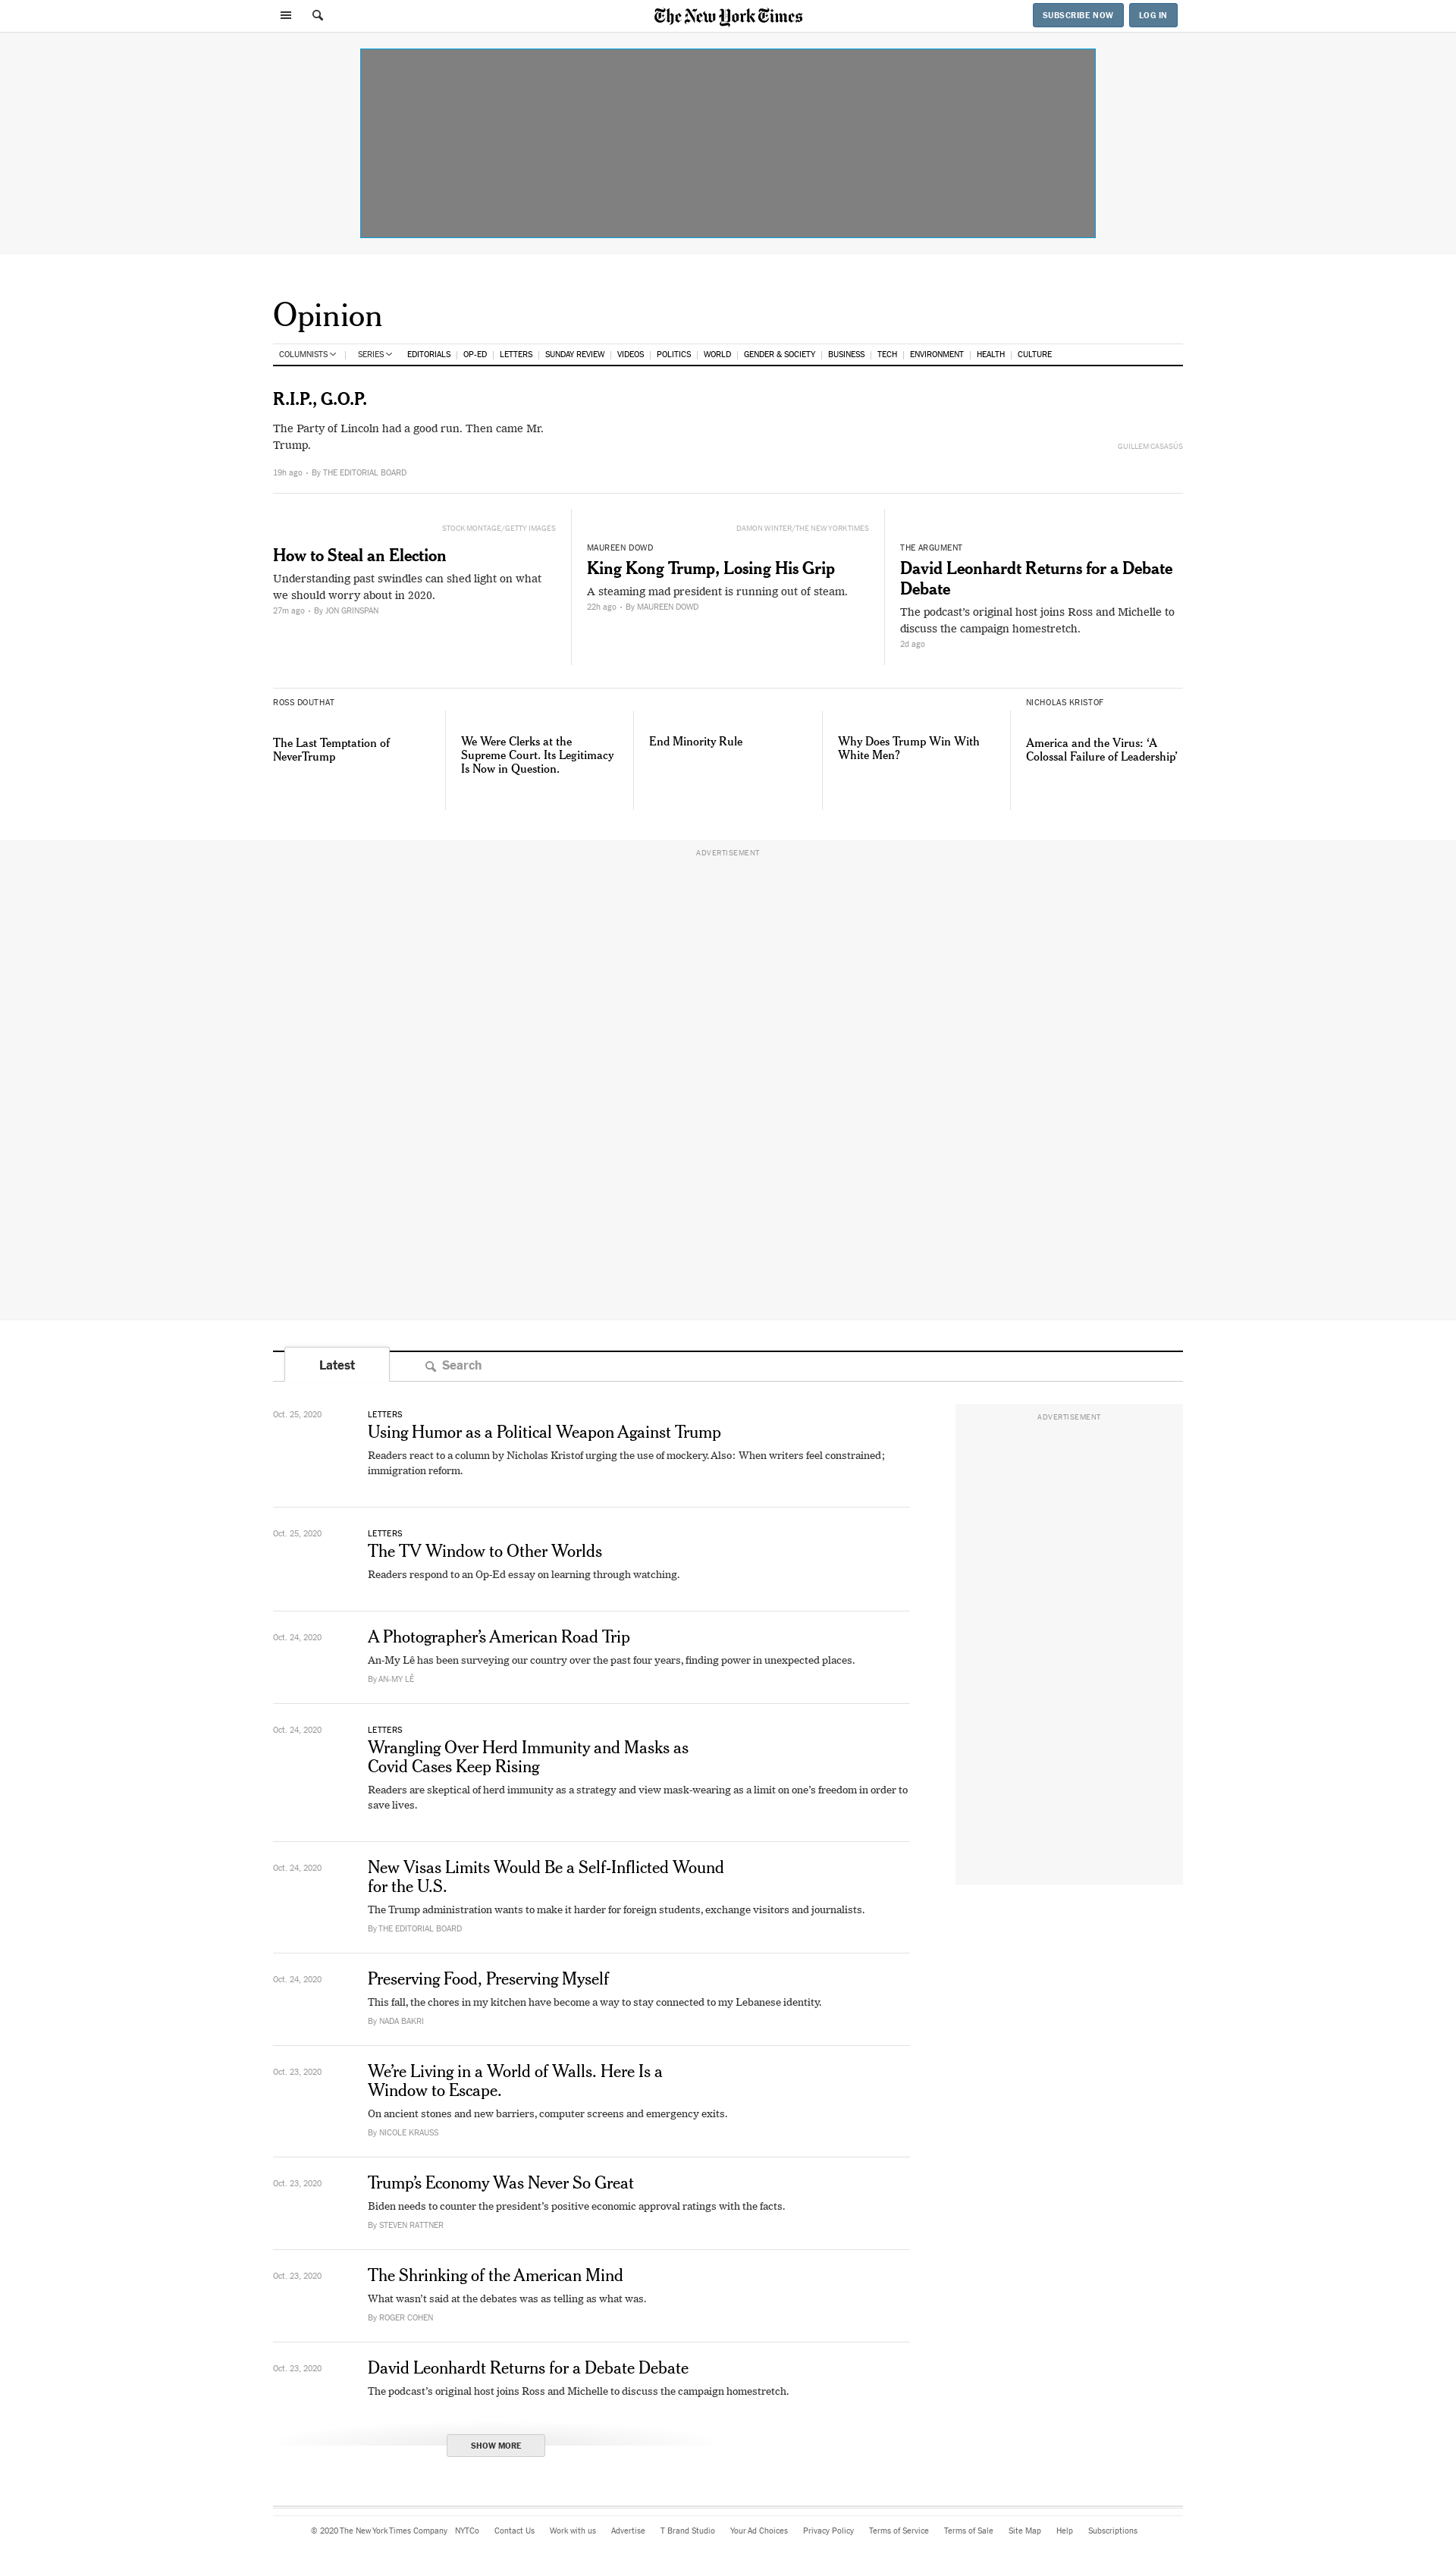 The New York Times
SUBSCRIBE NOW
LOG IN
Opinion
COLUMNISTS
SERIES
EDITORIALS
OP-ED
LETTERS
SUNDAY REVIEW
VIDEOS
POLITICS
WORLD
GENDER & SOCIETY
BUSINESS
TECH
ENVIRONMENT
HEALTH
CULTURE
R.I.P., G.O.P.
The Party of Lincoln had a good run. Then came Mr.
Trump.
GUILLEM CASASÚS
19h ago • By THE EDITORIAL BOARD
STOCK MONTAGE/GETTY IMAGES
How to Steal an Election
Understanding past swindles can shed light on what
we should worry about in 2020.
27m ago • By JON GRINSPAN
DAMON WINTER/THE NEW YORK TIMES
MAUREEN DOWD
King Kong Trump, Losing His Grip
A steaming mad president is running out of steam.
22h ago • By MAUREEN DOWD
THE ARGUMENT
David Leonhardt Returns for a Debate
Debate
The podcast’s original host joins Ross and Michelle to
discuss the campaign homestretch.
2d ago
ROSS DOUTHAT
The Last Temptation of
NeverTrump
We Were Clerks at the
Supreme Court. Its Legitimacy
Is Now in Question.
End Minority Rule
Why Does Trump Win With
White Men?
NICHOLAS KRISTOF
America and the Virus: ‘A
Colossal Failure of Leadership’
ADVERTISEMENT
Latest
Search
ADVERTISEMENT
Oct. 25, 2020
LETTERS
Using Humor as a Political Weapon Against Trump
Readers react to a column by Nicholas Kristof urging the use of mockery. Also: When writers feel constrained;
immigration reform.
Oct. 25, 2020
LETTERS
The TV Window to Other Worlds
Readers respond to an Op-Ed essay on learning through watching.
Oct. 24, 2020
A Photographer’s American Road Trip
An-My Lê has been surveying our country over the past four years, finding power in unexpected places.
By AN-MY LÊ
Oct. 24, 2020
LETTERS
Wrangling Over Herd Immunity and Masks as
Covid Cases Keep Rising
Readers are skeptical of herd immunity as a strategy and view mask-wearing as a limit on one’s freedom in order to
save lives.
Oct. 24, 2020
New Visas Limits Would Be a Self-Inflicted Wound
for the U.S.
The Trump administration wants to make it harder for foreign students, exchange visitors and journalists.
By THE EDITORIAL BOARD
Oct. 24, 2020
Preserving Food, Preserving Myself
This fall, the chores in my kitchen have become a way to stay connected to my Lebanese identity.
By NADA BAKRI
Oct. 23, 2020
We’re Living in a World of Walls. Here Is a
Window to Escape.
On ancient stones and new barriers, computer screens and emergency exits.
By NICOLE KRAUSS
Oct. 23, 2020
Trump’s Economy Was Never So Great
Biden needs to counter the president’s positive economic approval ratings with the facts.
By STEVEN RATTNER
Oct. 23, 2020
The Shrinking of the American Mind
What wasn’t said at the debates was as telling as what was.
By ROGER COHEN
Oct. 23, 2020
David Leonhardt Returns for a Debate Debate
The podcast’s original host joins Ross and Michelle to discuss the campaign homestretch.
SHOW MORE
© 2020 The New York Times Company
NYTCo
Contact Us
Work with us
Advertise
T Brand Studio
Your Ad Choices
Privacy Policy
Terms of Service
Terms of Sale
Site Map
Help
Subscriptions